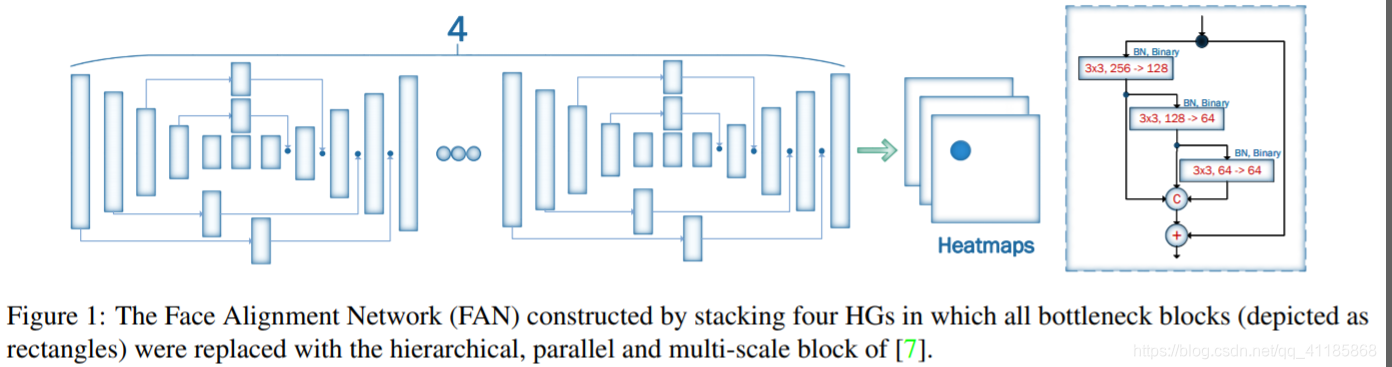 4
BN, Binary
3x3, 256 -> 128
BN, Binary
3x3, 128 -> 64
BN, Binary
3x3, 64 -> 64
C
+
Heatmaps
Figure 1: The Face Alignment Network (FAN) constructed by stacking four HGs in which all bottleneck blocks (depicted as
rectangles) were replaced with the hierarchical, parallel and multi-scale block of [7].
https://blog.csdn.net/qq_41185868